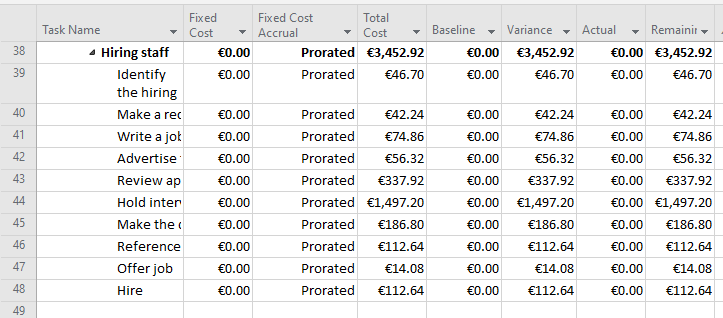 Task Name Fixed Cost Fixed Cost Accrual Total Cost Baseline Variance Actual Remainin
38 Hiring staff €0.00 Prorated €3,452.92 €0.00 €3,452.92 €0.00 €3,452.92
39 Identify the hiring €0.00 Prorated €46.70 €0.00 €46.70 €0.00 €46.70
40 Make a rec €0.00 Prorated €42.24 €0.00 €42.24 €0.00 €42.24
41 Write a jol €0.00 Prorated €74.86 €0.00 €74.86 €0.00 €74.86
42 Advertise €0.00 Prorated €56.32 €0.00 €56.32 €0.00 €56.32
43 Review ap €0.00 Prorated €337.92 €0.00 €337.92 €0.00 €337.92
44 Hold inter €0.00 Prorated €1,497.20 €0.00 €1,497.20 €0.00 €1,497.20
45 Make the €0.00 Prorated €186.80 €0.00 €186.80 €0.00 €186.80
46 Reference €0.00 Prorated €112.64 €0.00 €112.64 €0.00 €112.64
47 Offer job €0.00 Prorated €14.08 €0.00 €14.08 €0.00 €14.08
48 Hire €0.00 Prorated €112.64 €0.00 €112.64 €0.00 €112.64
49